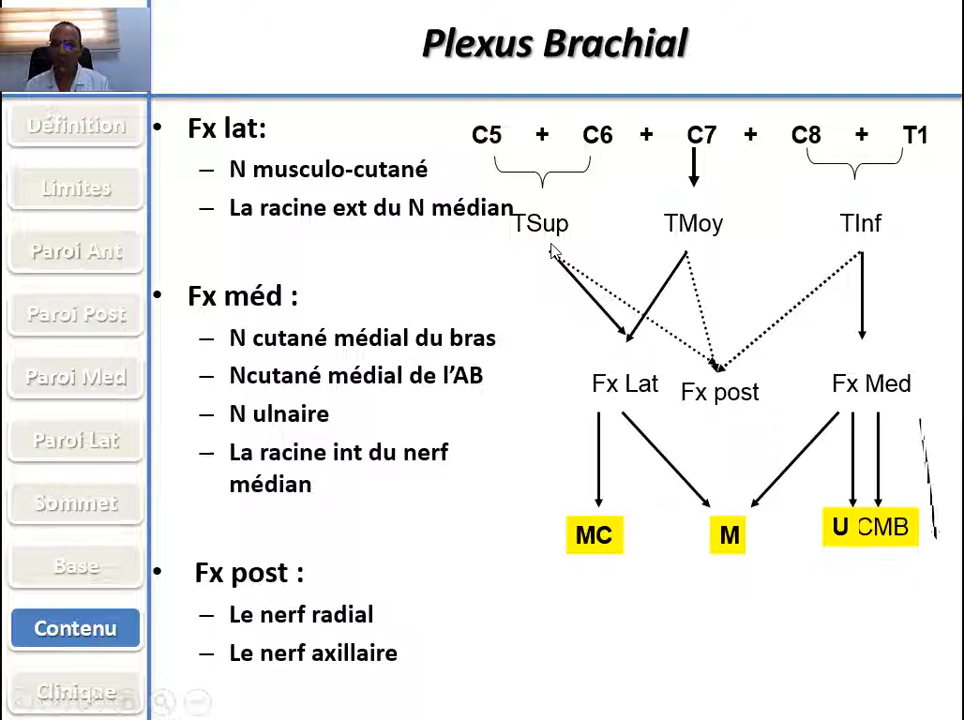 Plexus Brachial
Définition
Limites
Paroi Ant
Paroi Post
Paroi Med
Paroi Lat
Sommet
Base
Contenu
Clinique
• Fx lat:
– N musculo-cutané
– La racine ext du N médian
• Fx méd :
– N cutané médial du bras
– Ncutané médial de l’AB
– N ulnaire
– La racine int du nerf
médian
• Fx post :
– Le nerf radial
– Le nerf axillaire
C5 + C6 + C7 + C8 + T1
TSup TMoy TInf
Fx Lat Fx post Fx Med
MC M U CMB